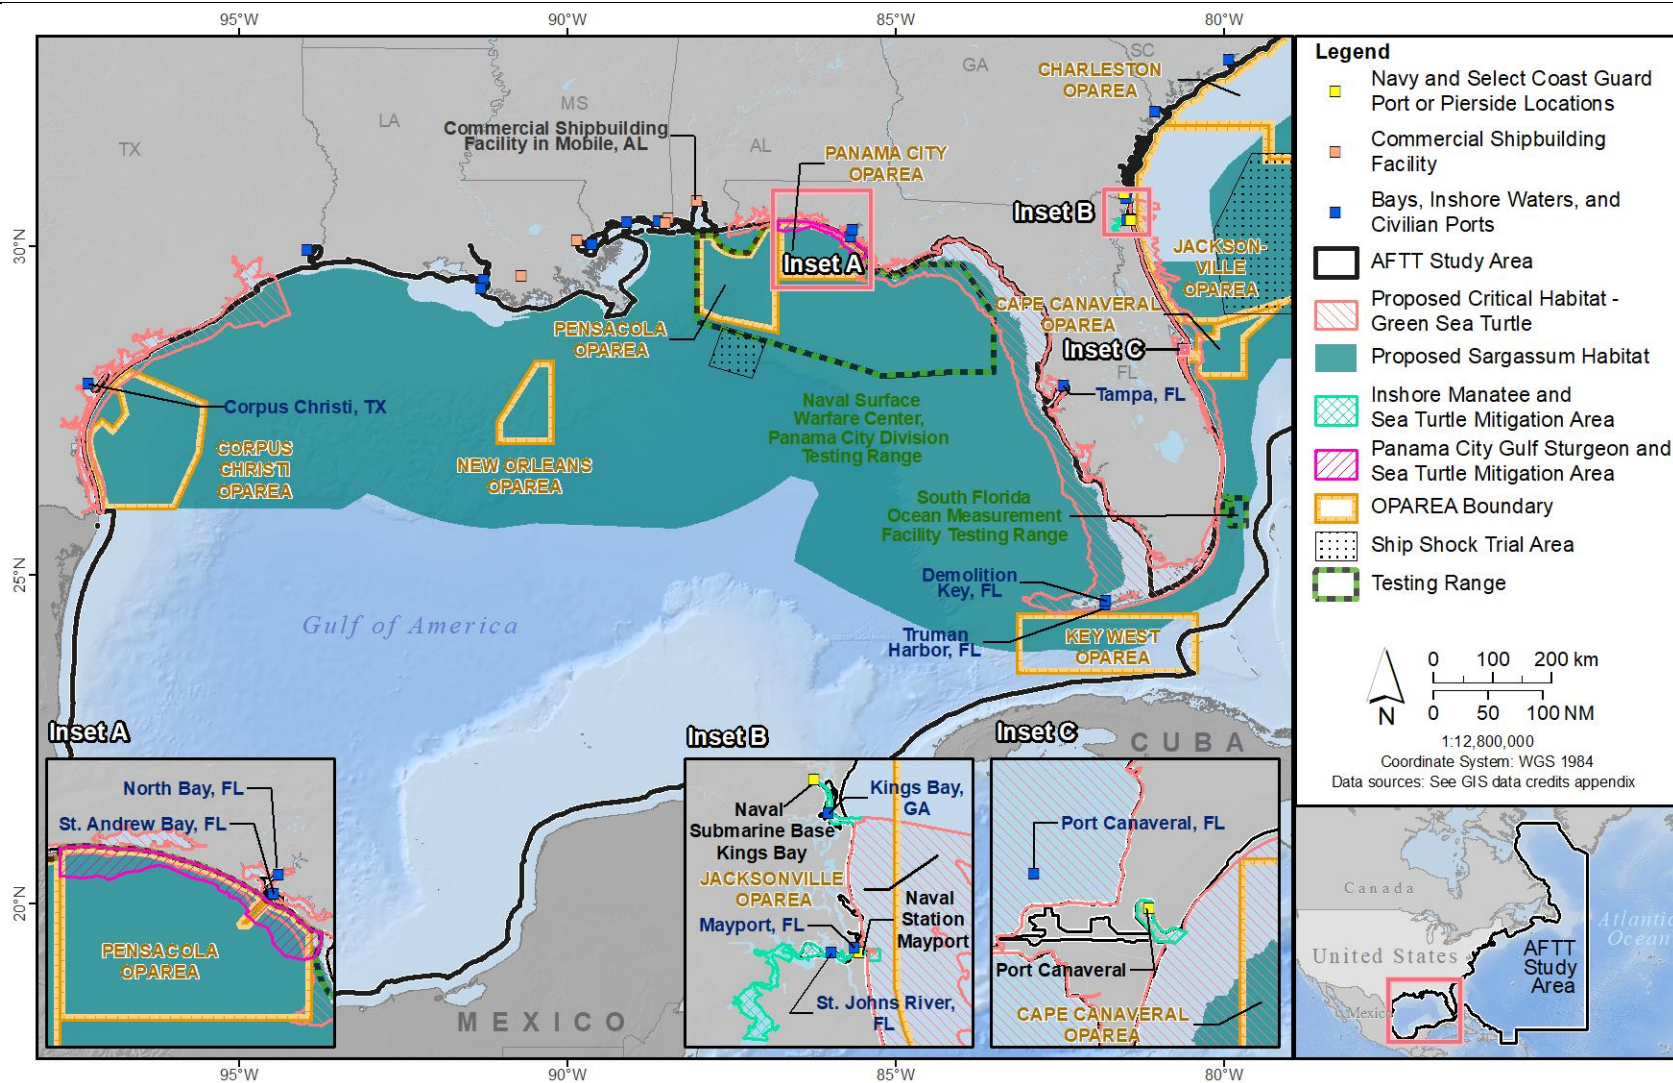 95°W
90°W
85°W
80°W
SC
GA
MS
LA
AL
TX
FL
CHARLESTON
OPAREA
Commercial Shipbuilding
Facility in Mobile, AL
PANAMA CITY
OPAREA
Inset B
Inset A
JACKSON-
VILLE
OPAREA
CAPE CANAVERAL
OPAREA
PENSACOLA
OPAREA
Inset C
Tampa, FL
Corpus Christi, TX
Naval Surface
Warfare Center,
Panama City Division
Testing Range
CORPUS
CHRISTI
OPAREA
NEW ORLEANS
OPAREA
South Florida
Ocean Measurement
Facility Testing Range
Demolition
Key, FL
Truman
Harbor, FL
KEY WEST
OPAREA
Gulf of America
CUBA
MEXICO
30°N
25°N
20°N
Inset A
North Bay, FL
St. Andrew Bay, FL
PENSACOLA
OPAREA
Inset B
Kings Bay,
GA
Naval
Submarine Base
Kings Bay
JACKSONVILLE
OPAREA
Naval
Station
Mayport
Mayport, FL
St. Johns River,
FL
Inset C
Port Canaveral, FL
Port Canaveral
CAPE CANAVERAL
OPAREA
95°W
90°W
85°W
80°W
Legend
Navy and Select Coast Guard
Port or Pierside Locations
Commercial Shipbuilding
Facility
Bays, Inshore Waters, and
Civilian Ports
AFTT Study Area
Proposed Critical Habitat -
Green Sea Turtle
Proposed Sargassum Habitat
Inshore Manatee and
Sea Turtle Mitigation Area
Panama City Gulf Sturgeon and
Sea Turtle Mitigation Area
OPAREA Boundary
Ship Shock Trial Area
Testing Range
N
0 100 200 km
0 50 100 NM
1:12,800,000
Coordinate System: WGS 1984
Data sources: See GIS data credits appendix
Canada
United States
Mexico
Atlantic
Ocean
AFTT
Study
Area